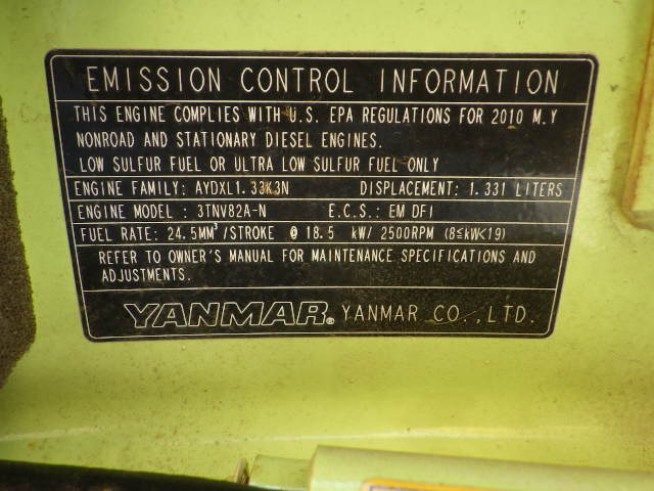 EMISSION CONTROL INFORMATION
THIS ENGINE COMPLIES WITH U.S. EPA REGULATIONS FOR 2010 M.Y
NONROAD AND STATIONARY DIESEL ENGINES.
LOW SULFUR FUEL OR ULTRA LOW SULFUR FUEL ONLY
ENGINE FAMILY: AYDXL1.33K3N DISPLACEMENT: 1.331 LITERS
ENGINE MODEL : 3TNV82A-N E.C.S.: EM DFI
FUEL RATE: 24.5MM³/STROKE @ 18.5 kW/ 2500RPM (8≤kW<19)
REFER TO OWNER'S MANUAL FOR MAINTENANCE SPECIFICATIONS AND
ADJUSTMENTS.
YANMAR® YANMAR CO.,LTD.